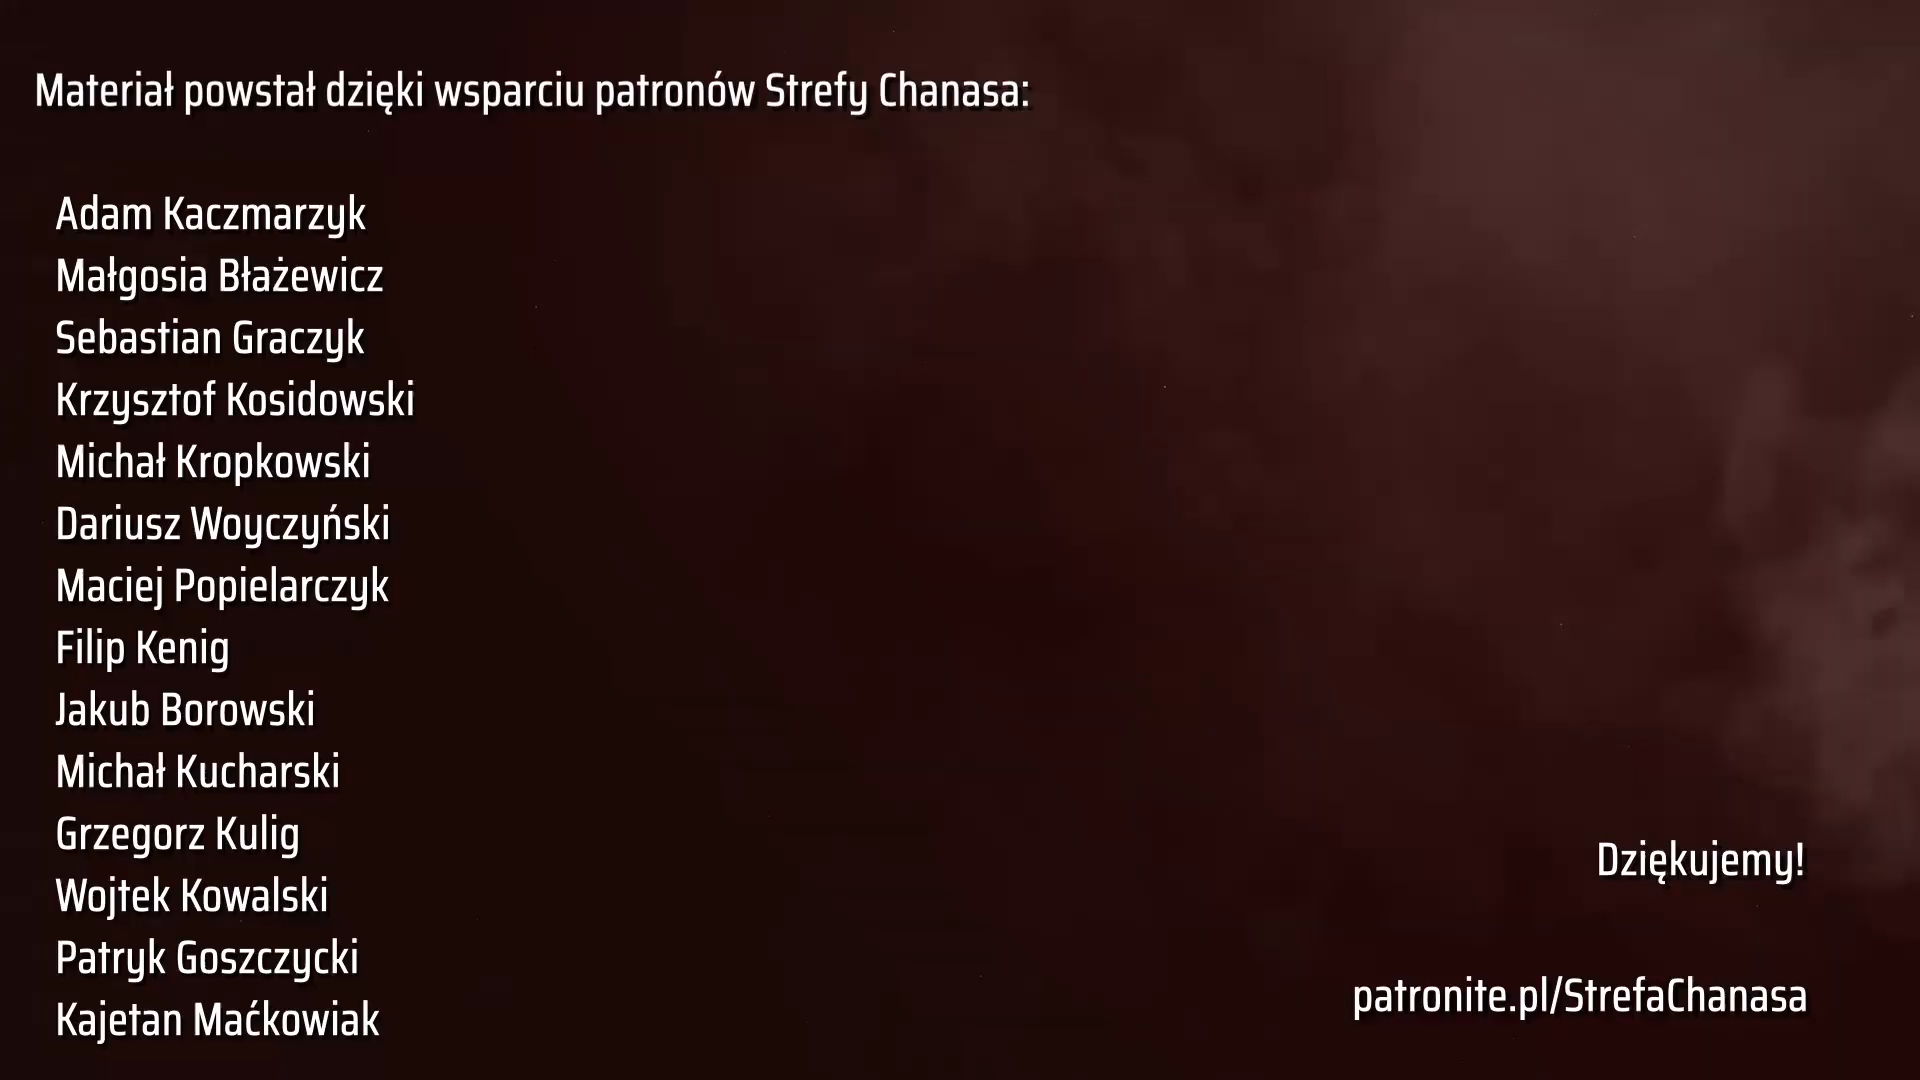 Materiał powstał dzięki wsparciu patronów Strefy Chanasa:
Adam Kaczmarzyk
Małgosia Błażewicz
Sebastian Graczyk
Krzysztof Kosidowski
Michał Kropkowski
Dariusz Woyczyński
Maciej Popielarczyk
Filip Kenig
Jakub Borowski
Michał Kucharski
Grzegorz Kulig
Wojtek Kowalski
Patryk Goszczycki
Kajetan Maćkowiak
Dziękujemy!
patronite.pl/StrefaChanasa